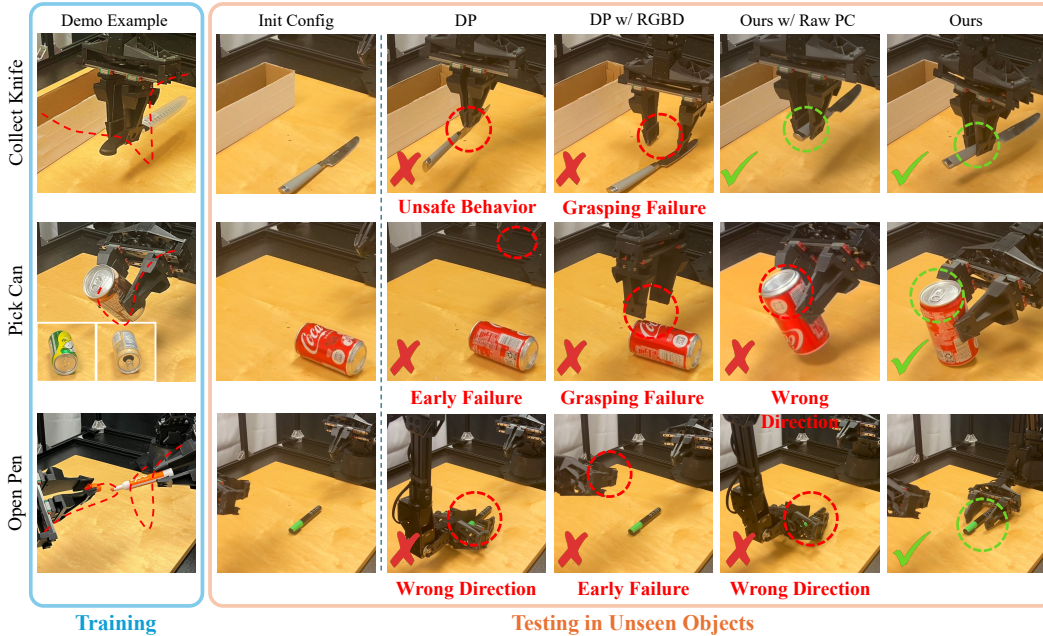 Demo Example
Init Config
DP
DP w/ RGBD
Ours w/ Raw PC
Ours
Collect Knife
Unsafe Behavior
Grasping Failure
Pick Can
Coca
Early Failure
Grasping Failure
Wrong
Direction
Open Pen
Wrong Direction
Early Failure
Wrong Direction
Training
Testing in Unseen Objects